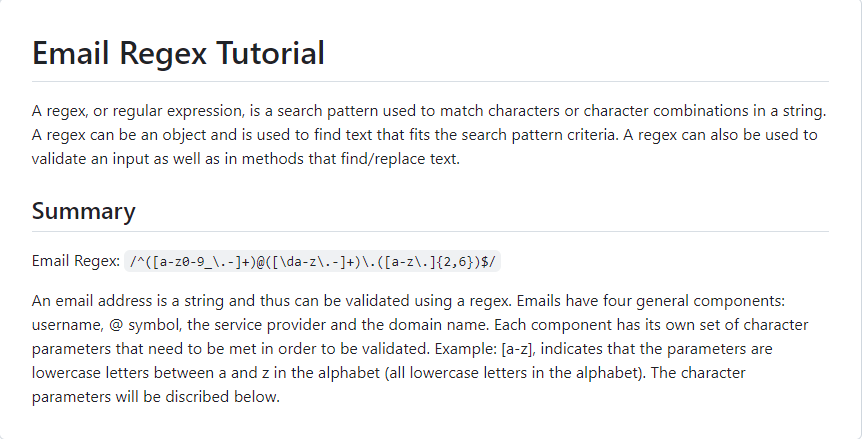 Email Regex Tutorial
A regex, or regular expression, is a search pattern used to match characters or character combinations in a string.
A regex can be an object and is used to find text that fits the search pattern criteria. A regex can also be used to
validate an input as well as in methods that find/replace text.
Summary
Email Regex: /^([a-z0-9_\.-]+)@([\da-z\.-]+)\.([a-z\.]{2,6})$/
An email address is a string and thus can be validated using a regex. Emails have four general components:
username, @ symbol, the service provider and the domain name. Each component has its own set of character
parameters that need to be met in order to be validated. Example: [a-z], indicates that the parameters are
lowercase letters between a and z in the alphabet (all lowercase letters in the alphabet). The character
parameters will be discribed below.